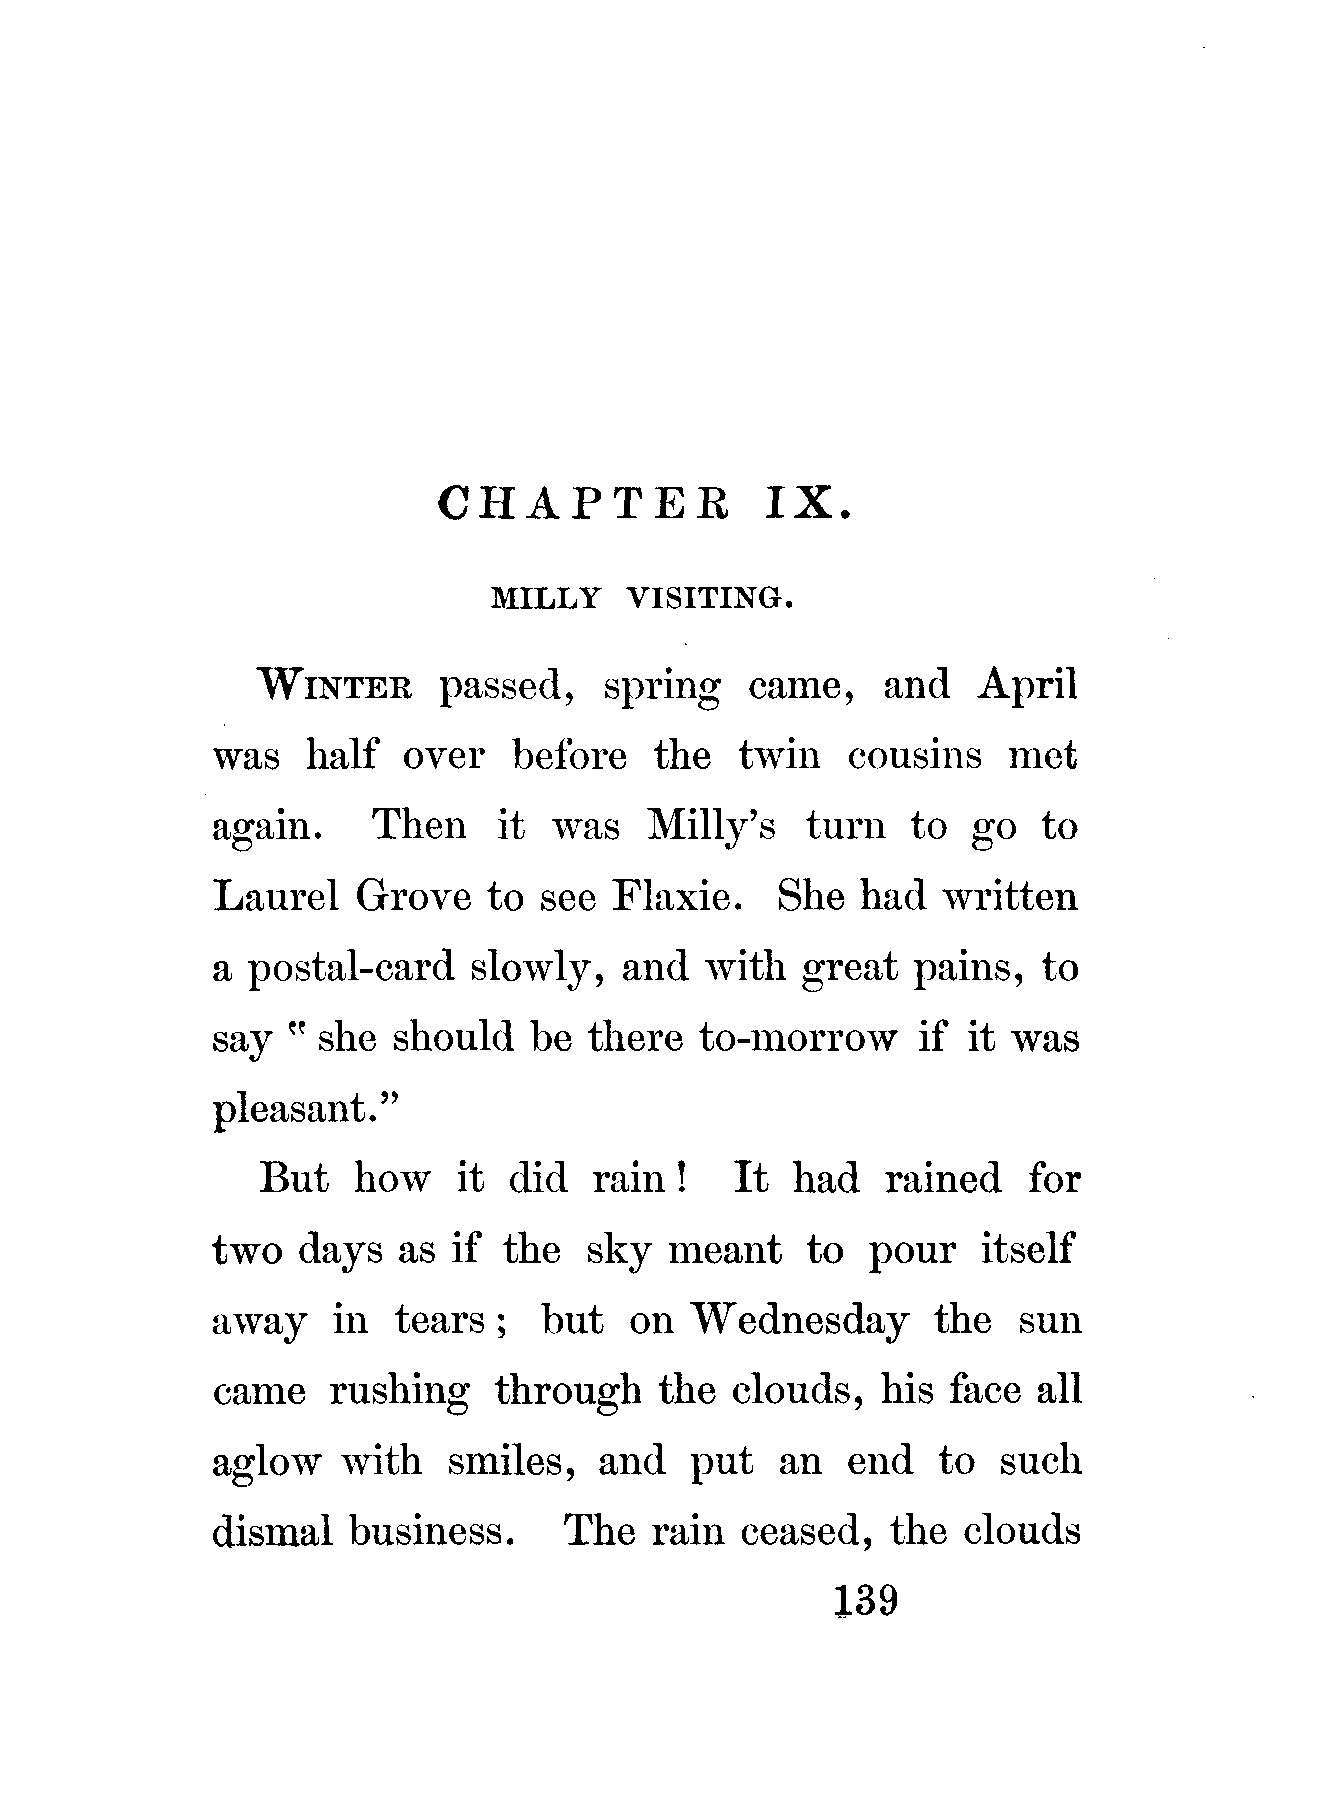 CHAPTER IX.
MILLY VISITING.
WINTER passed, spring came, and April
was half over before the twin cousins met
again. Then it was Milly's turn to go to
Laurel Grove to see Flaxie. She had written
a postal-card slowly, and with great pains, to
say "she should be there to-morrow if it was
pleasant."
But how it did rain! It had rained for
two days as if the sky meant to pour itself
away in tears; but on Wednesday the sun
came rushing through the clouds, his face all
aglow with smiles, and put an end to such
dismal business. The rain ceased, the clouds
139